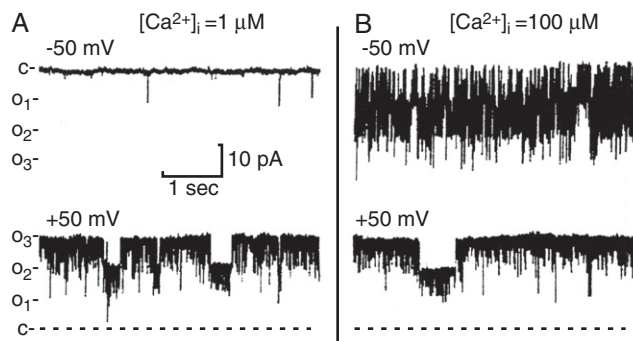 A [Ca²⁺]ᵢ =1 μM
-50 mV
c-
o₁-
o₂-
o₃-
10 pA
1 sec
+50 mV
o₃-
o₂-
o₁-
c-
B [Ca²⁺]ᵢ =100 μM
-50 mV
+50 mV